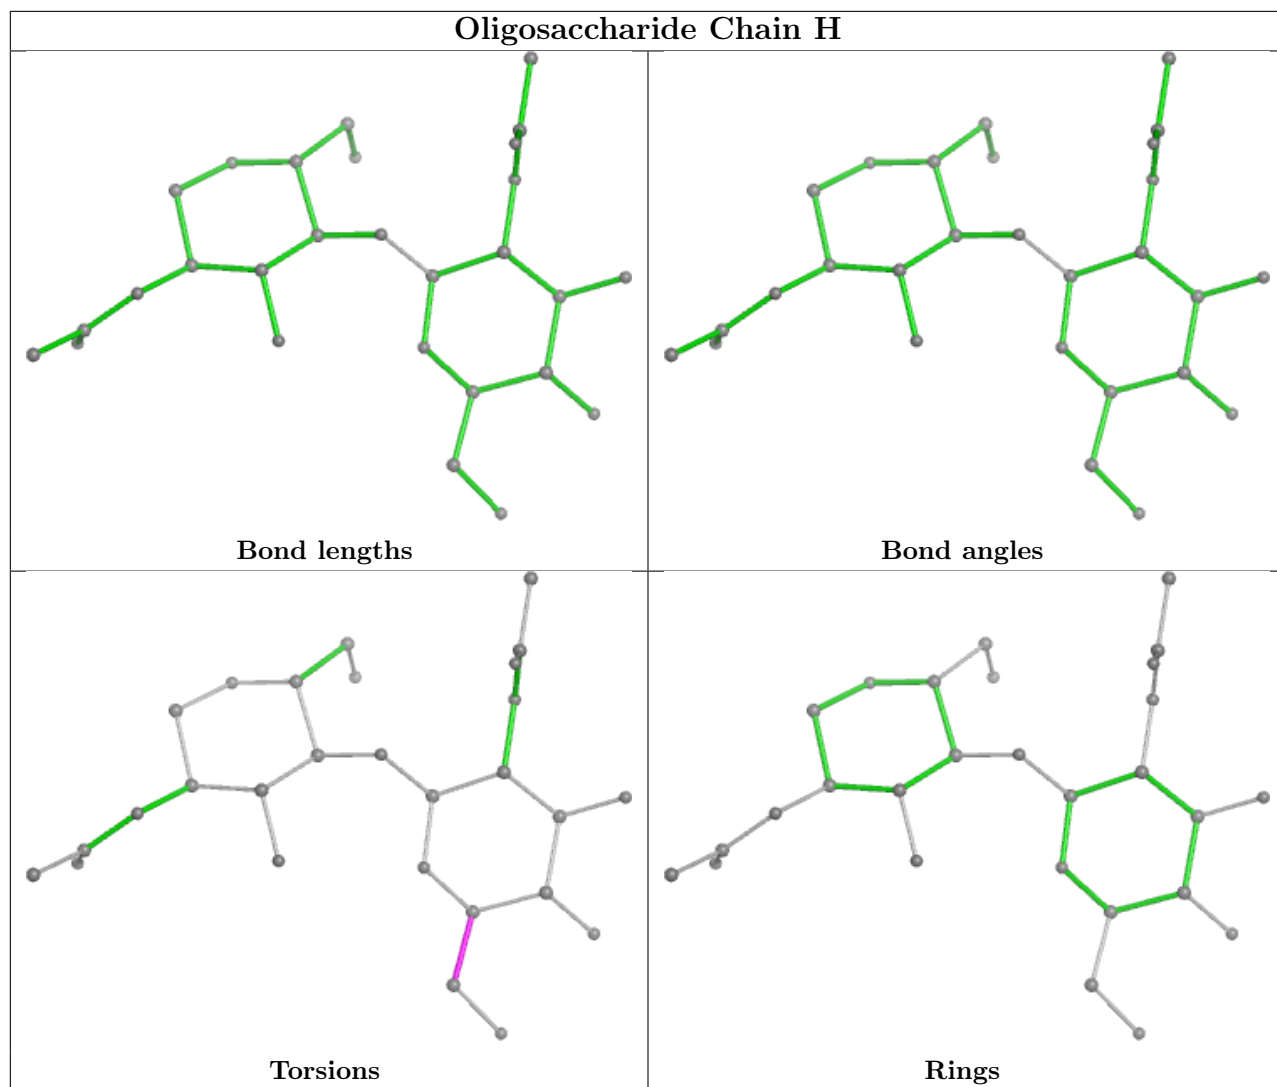 Oligosaccharide Chain H
Bond lengths
Bond angles
Torsions
Rings